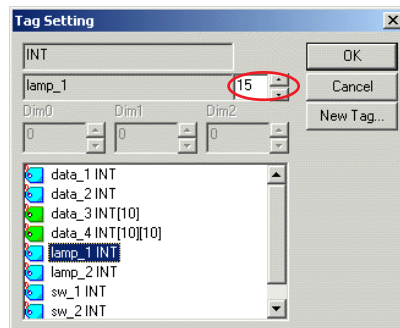 Tag Setting
INT
OK
lamp_1
15
Cancel
Dim0 Dim1 Dim2
New Tag...
0 0 0
data_1 INT
data_2 INT
data_3 INT[10]
data_4 INT[10][10]
lamp_1 INT
lamp_2 INT
sw_1 INT
sw_2 INT